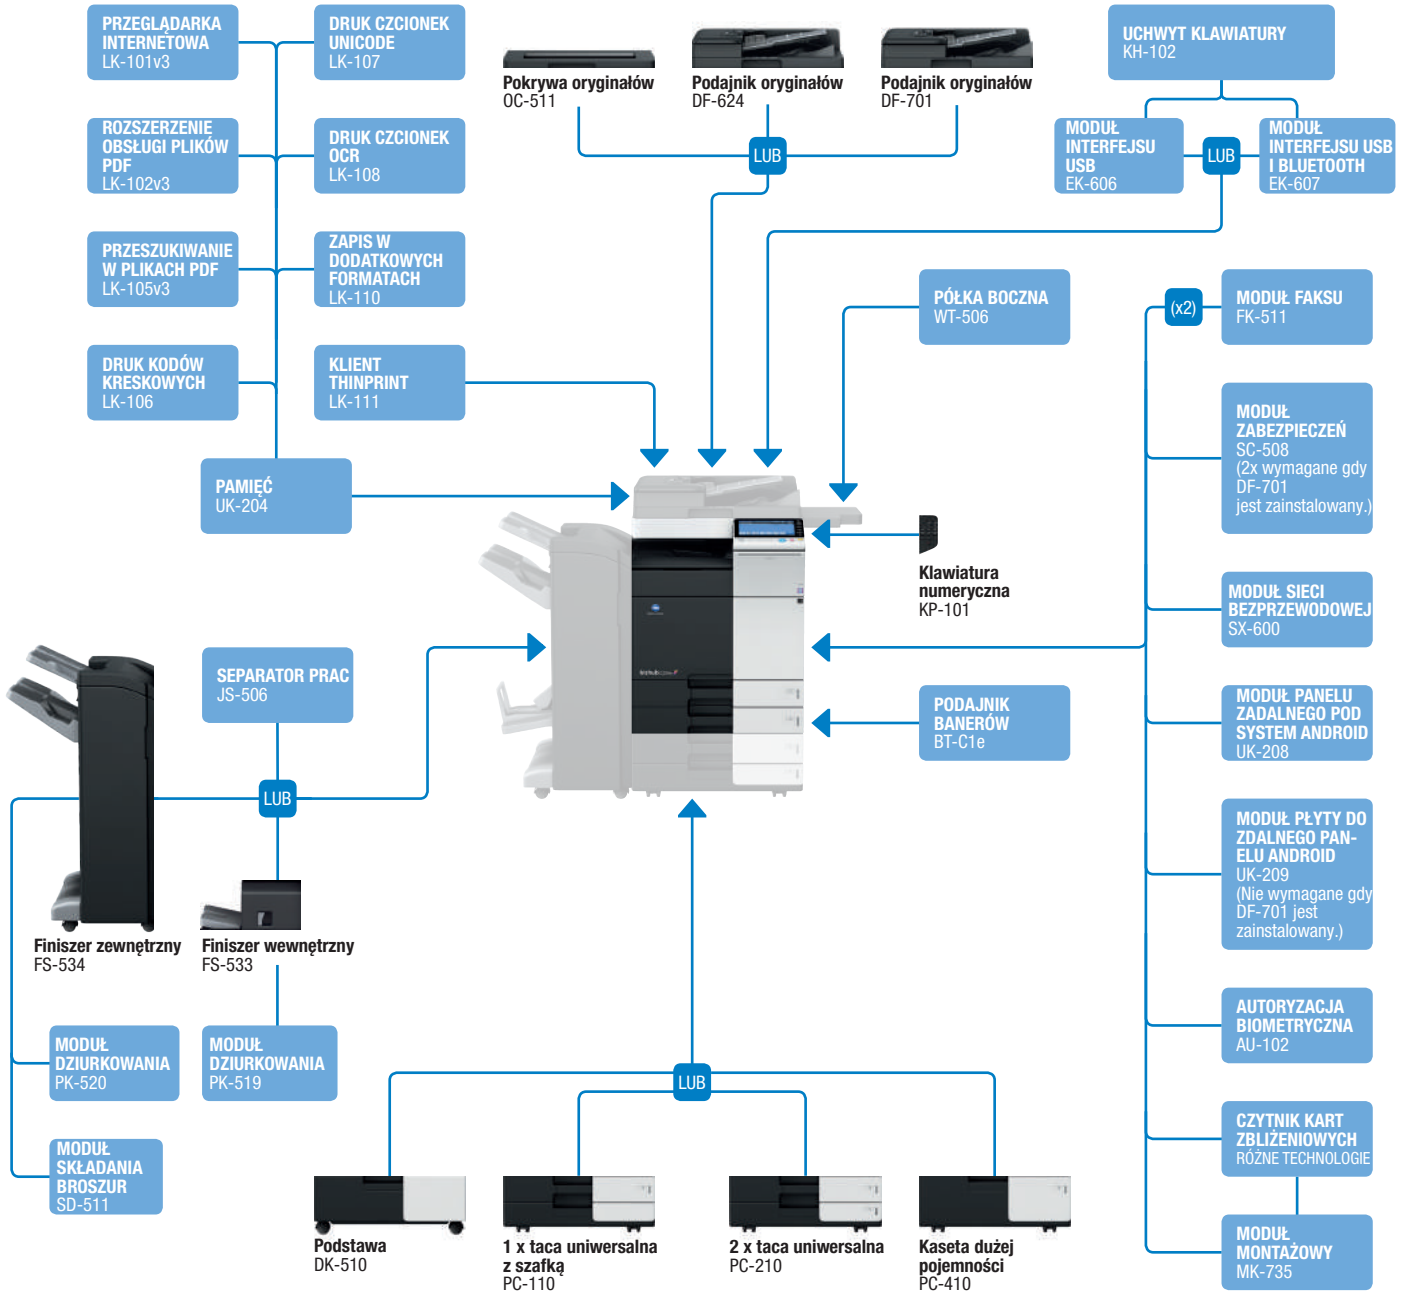 PRZEGLĄDARKA
INTERNETOWA
LK-101v3
DRUK CZCIONEK
UNICODE
LK-107
ROZSZERZENIE
OBSŁUGI PLIKÓW
PDF
LK-102v3
DRUK CZCIONEK
OCR
LK-108
PRZESZUKIWANIE
W PLIKACH PDF
LK-105v3
ZAPIS W
DODATKOWYCH
FORMATACH
LK-110
DRUK KODÓW
KRESKOWYCH
LK-106
KLIENT
THINPRINT
LK-111
PAMIĘĆ
UK-204
Pokrywa oryginałów
OC-511
Podajnik oryginałów
DF-624
Podajnik oryginałów
DF-701
LUB
UCHWYT KLAWIATURY
KH-102
MODUŁ
INTERFEJSU
USB
EK-606
LUB
MODUŁ
INTERFEJSU USB
I BLUETOOTH
EK-607
PÓŁKA BOCZNA
WT-506
(x2)
MODUŁ FAKSU
FK-511
MODUŁ
ZABEZPIECZEŃ
SC-508
(2x wymagane gdy
DF-701
jest zainstalowany.)
Klawiatura
numeryczna
KP-101
MODUŁ SIECI
BEZPRZEWODOWEJ
SX-600
PODAJNIK
BANERÓW
BT-C1e
MODUŁ PANELU
ZADALNEGO POD
SYSTEM ANDROID
UK-208
MODUŁ PŁYTY DO
ZDALNEGO PAN-
ELU ANDROID
UK-209
(Nie wymagane gdy
DF-701 jest
zainstalowany.)
AUTORYZACJA
BIOMETRYCZNA
AU-102
CZYTNIK KART
ZBLIŻENIOWYCH
RÓŻNE TECHNOLOGIE
MODUŁ
MONTAŻOWY
MK-735
SEPARATOR PRAC
JS-506
LUB
Finiszer zewnętrzny
FS-534
Finiszer wewnętrzny
FS-533
MODUŁ
DZIURKOWANIA
PK-520
MODUŁ
DZIURKOWANIA
PK-519
MODUŁ
SKŁADANIA
BROSZUR
SD-511
LUB
Podstawa
DK-510
1 x taca uniwersalna
z szafką
PC-110
2 x taca uniwersalna
PC-210
Kaseta dużej
pojemności
PC-410